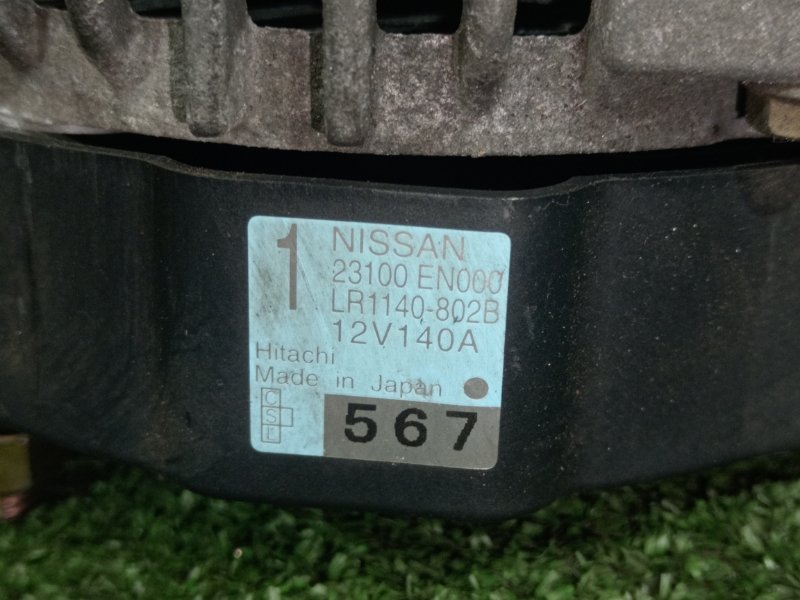 1
NISSAN
23100 EN000
LR1140-802B
12V140A
Hitachi
Made in Japan
C
S
L
567